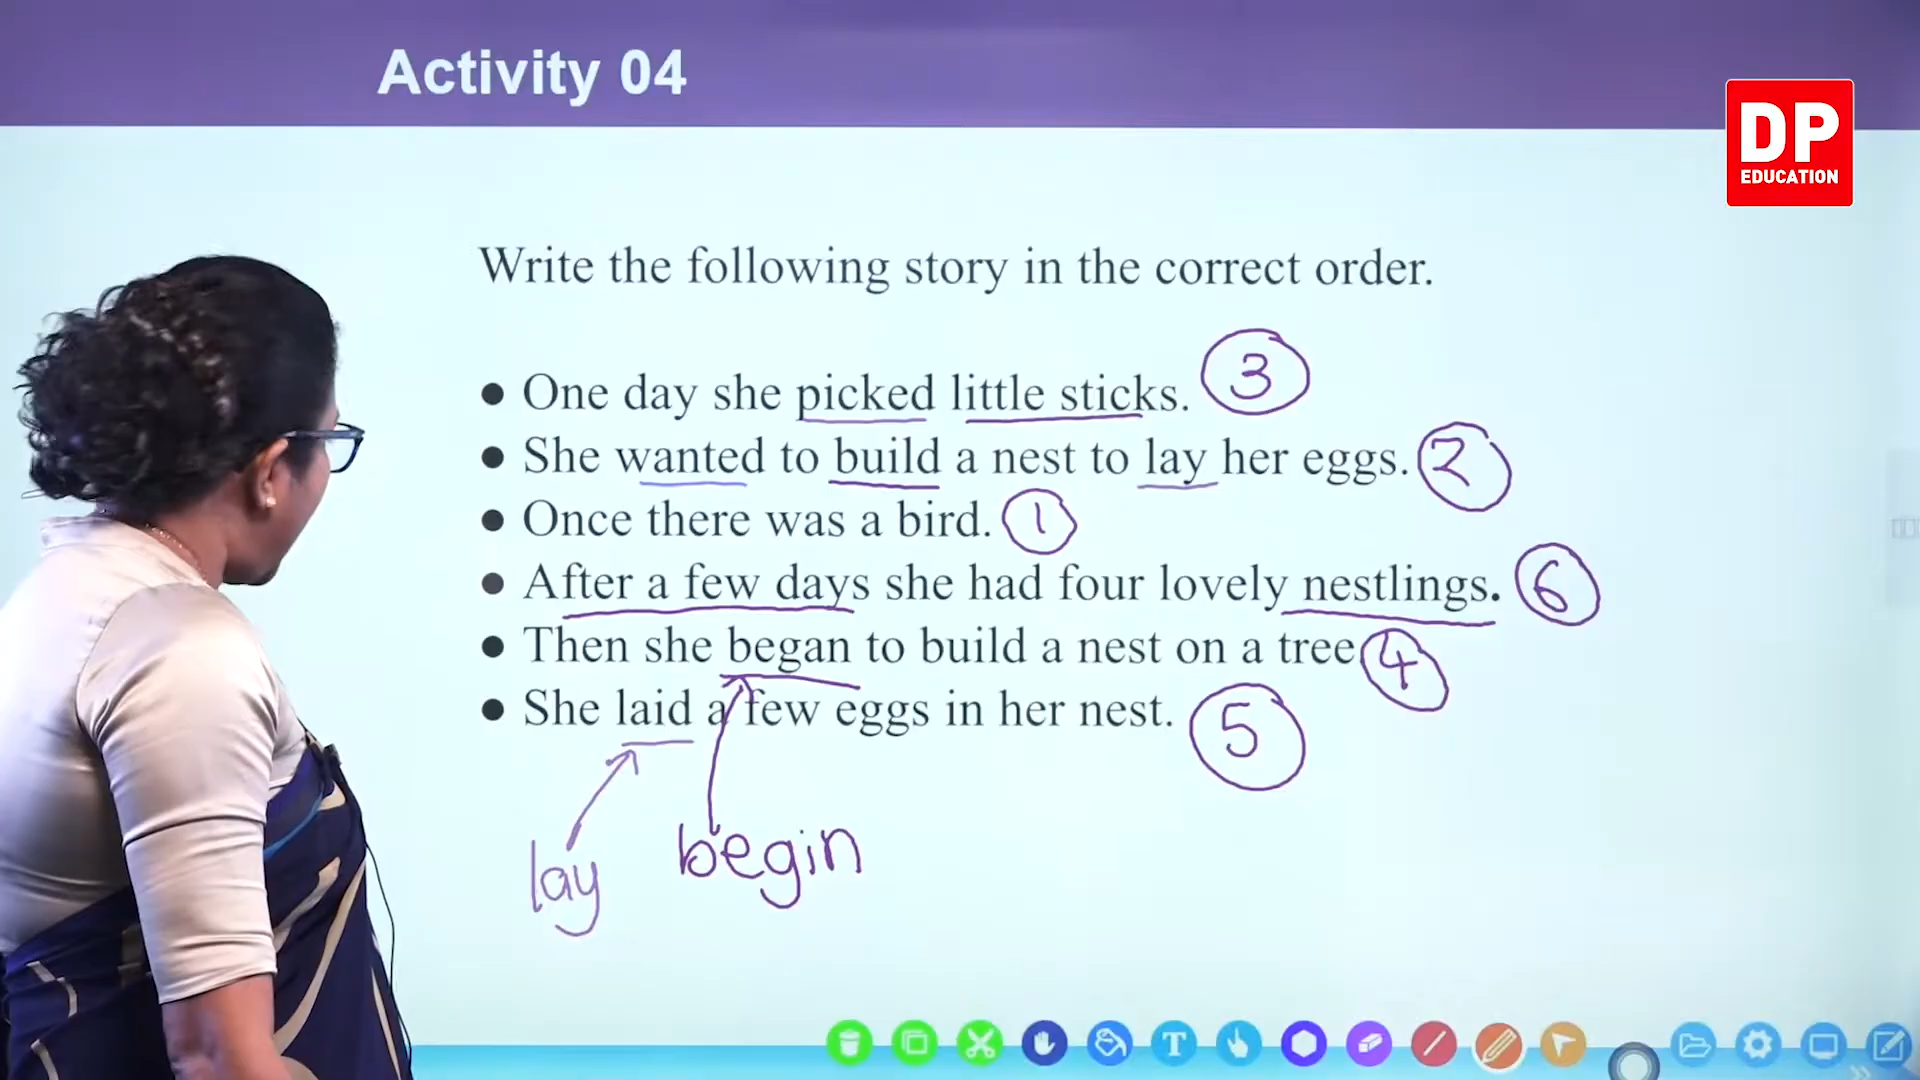 Activity 04
DP
EDUCATION
Write the following story in the correct order.
● One day she picked little sticks. 3
● She wanted to build a nest to lay her eggs. 2
● Once there was a bird. 1
● After a few days she had four lovely nestlings. 6
● Then she began to build a nest on a tree 4
● She laid a few eggs in her nest. 5
lay begin
T